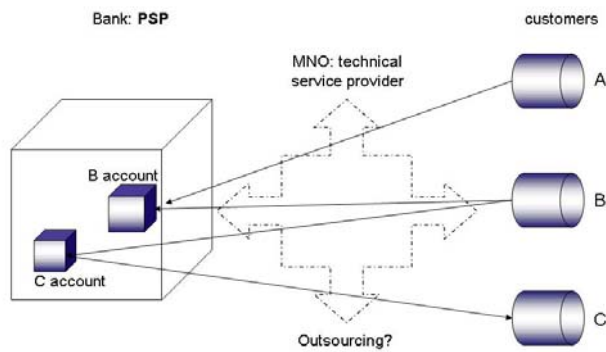 Bank: PSP
customers
MNO: technical
service provider
A
B account
B
C account
C
Outsourcing?